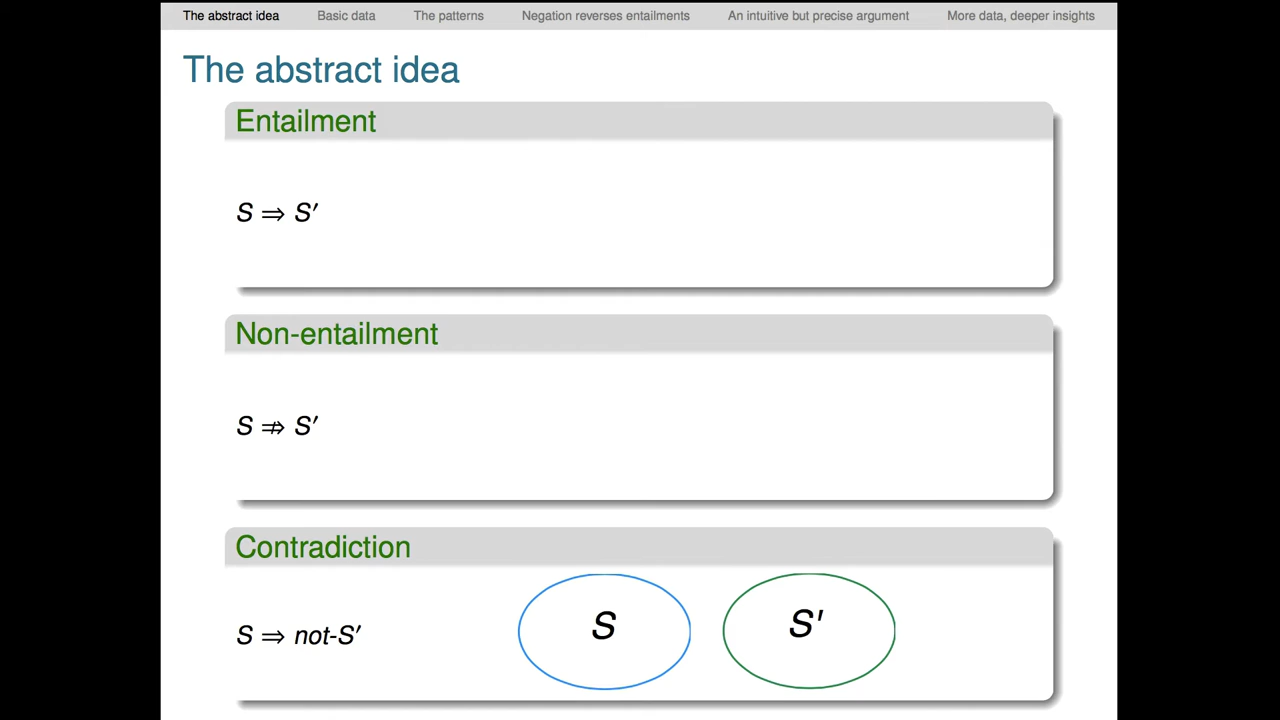 The abstract idea Basic data The patterns Negation reverses entailments An intuitive but precise argument More data, deeper insights
The abstract idea
Entailment
S ⇒ S′
Non-entailment
S ⇏ S′
Contradiction
S ⇒ not-S′
S
S'